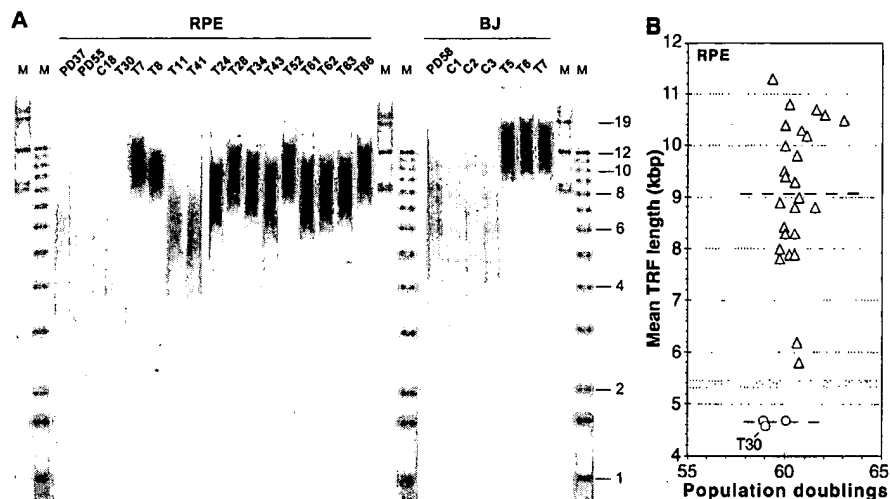 A
RPE
BJ
M M PD37 PD55 C18 T30 T7 T8 T11 T41 T24 T28 T34 T43 T52 T61 T62 T63 T86 M M PD58 C1 C2 C3 T5 T6 T7 M M
19
12
10
8
6
4
2
1
B
RPE
Mean TRF length (kbp)
12
11
10
9
8
7
6
5
4
T30
55 60 65
Population doublings